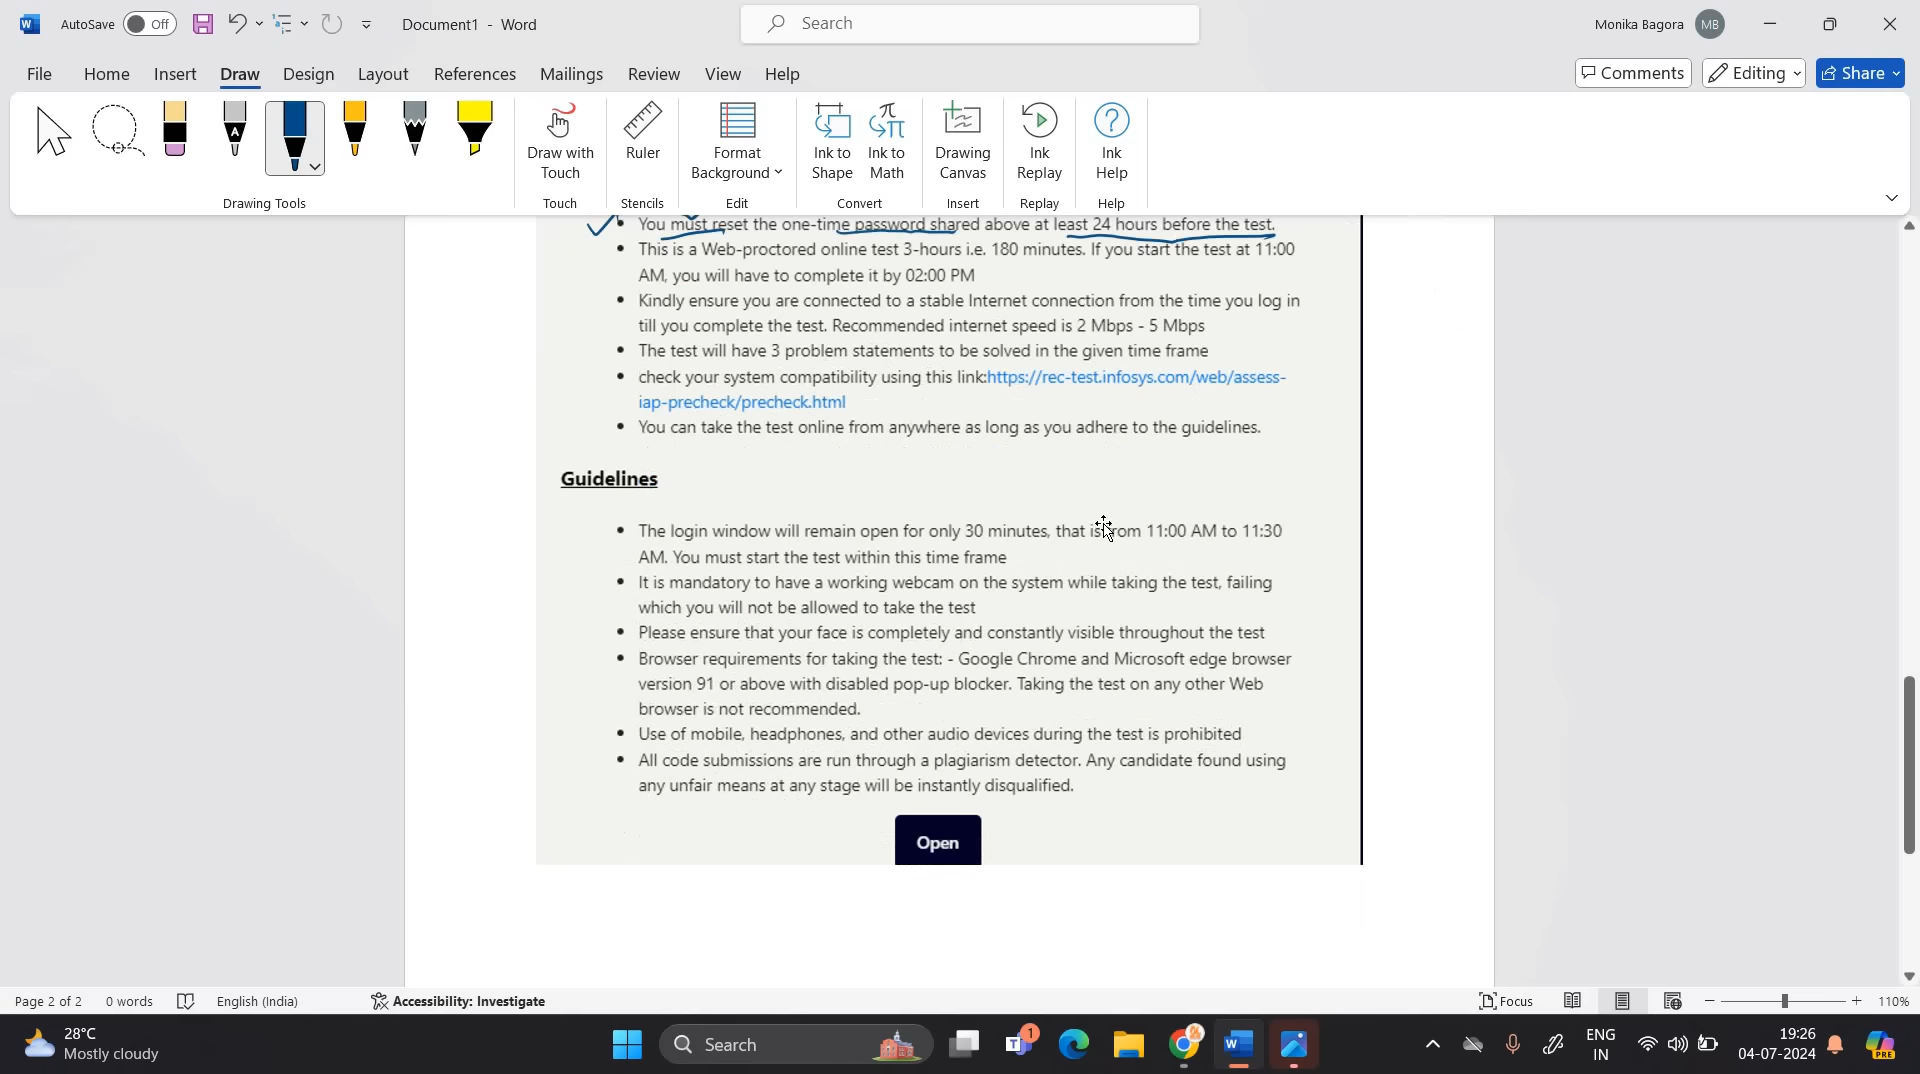 AutoSave Off Document1 - Word Search Monika Bagora MB
File Home Insert Draw Design Layout References Mailings Review View Help Comments Editing Share
A
Draw with Touch
Ruler
Format Background
Ink to Shape
Ink to Math
Drawing Canvas
Ink Replay
Ink Help
Drawing Tools Touch Stencils Edit Convert Insert Replay Help
• You must reset the one-time password shared above at least 24 hours before the test.
• This is a Web-proctored online test 3-hours i.e. 180 minutes. If you start the test at 11:00
AM, you will have to complete it by 02:00 PM
• Kindly ensure you are connected to a stable Internet connection from the time you log in
till you complete the test. Recommended internet speed is 2 Mbps - 5 Mbps
• The test will have 3 problem statements to be solved in the given time frame
• check your system compatibility using this link:https://rec-test.infosys.com/web/assess-
iap-precheck/precheck.html
• You can take the test online from anywhere as long as you adhere to the guidelines.
Guidelines
• The login window will remain open for only 30 minutes, that is from 11:00 AM to 11:30
AM. You must start the test within this time frame
• It is mandatory to have a working webcam on the system while taking the test, failing
which you will not be allowed to take the test
• Please ensure that your face is completely and constantly visible throughout the test
• Browser requirements for taking the test: - Google Chrome and Microsoft edge browser
version 91 or above with disabled pop-up blocker. Taking the test on any other Web
browser is not recommended.
• Use of mobile, headphones, and other audio devices during the test is prohibited
• All code submissions are run through a plagiarism detector. Any candidate found using
any unfair means at any stage will be instantly disqualified.
Open
Page 2 of 2 0 words English (India) Accessibility: Investigate Focus 110%
28°C
Mostly cloudy
Search
1
ENG
IN
19:26
04-07-2024
PRE